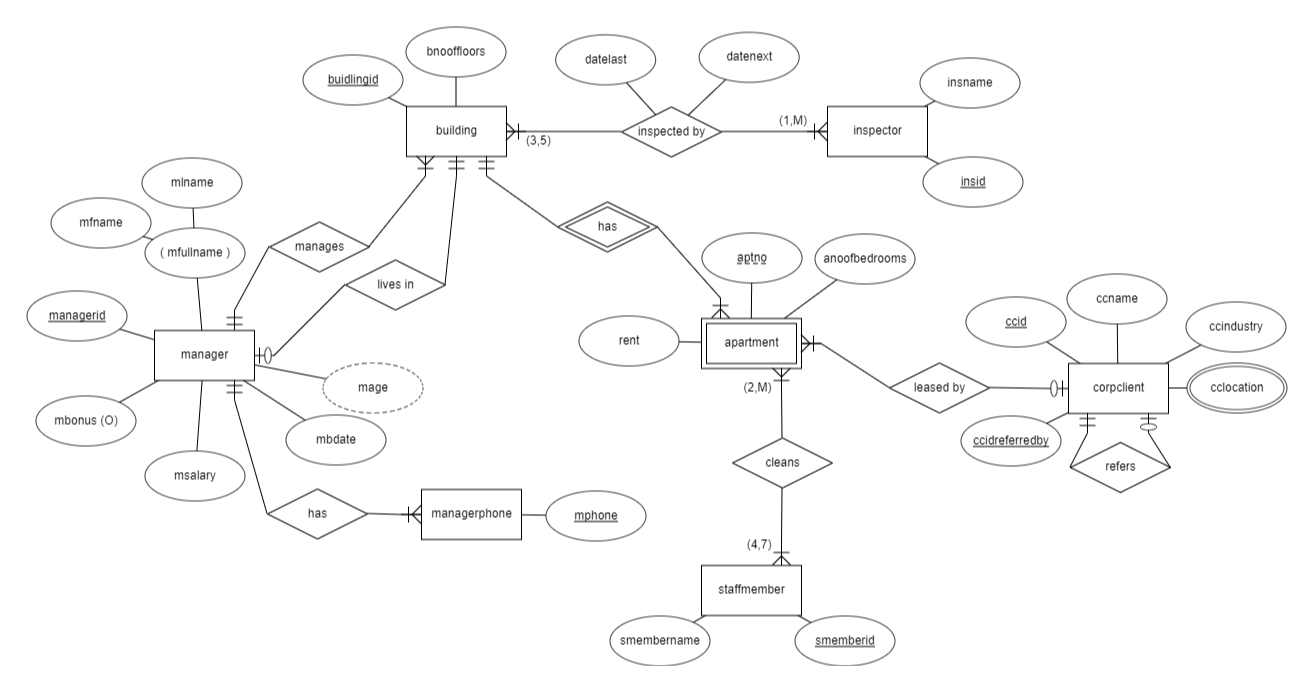 bnooffloors
buidlingid
datelast
datenext
insname
building
inspected by
(1,M)
inspector
(3,5)
insid
mlname
mfname
( mfullname )
manages
has
lives in
aptno
anoofbedrooms
managerid
manager
rent
apartment
ccid
ccname
ccindustry
mage
(2,M)
leased by
corpclient
cclocation
mbonus (O)
mbdate
ccidreferredby
msalary
cleans
refers
has
managerphone
mphone
(4,7)
staffmember
smembername
smemberid